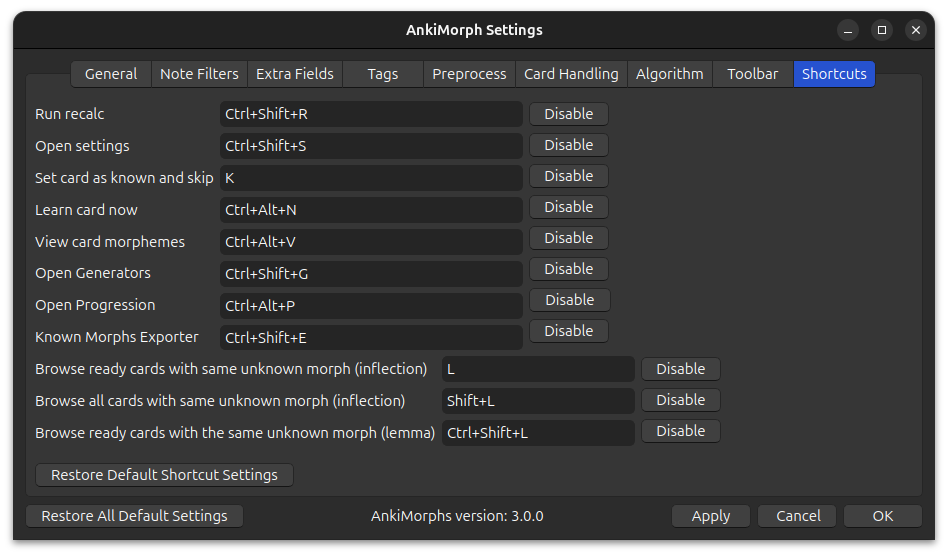 AnkiMorph Settings
General Note Filters Extra Fields Tags Preprocess Card Handling Algorithm Toolbar Shortcuts
Run recalc Ctrl+Shift+R Disable
Open settings Ctrl+Shift+S Disable
Set card as known and skip K Disable
Learn card now Ctrl+Alt+N Disable
View card morphemes Ctrl+Alt+V Disable
Open Generators Ctrl+Shift+G Disable
Open Progression Ctrl+Alt+P Disable
Known Morphs Exporter Ctrl+Shift+E Disable
Browse ready cards with same unknown morph (inflection) L Disable
Browse all cards with same unknown morph (inflection) Shift+L Disable
Browse ready cards with the same unknown morph (lemma) Ctrl+Shift+L Disable
Restore Default Shortcut Settings
Restore All Default Settings AnkiMorphs version: 3.0.0 Apply Cancel OK